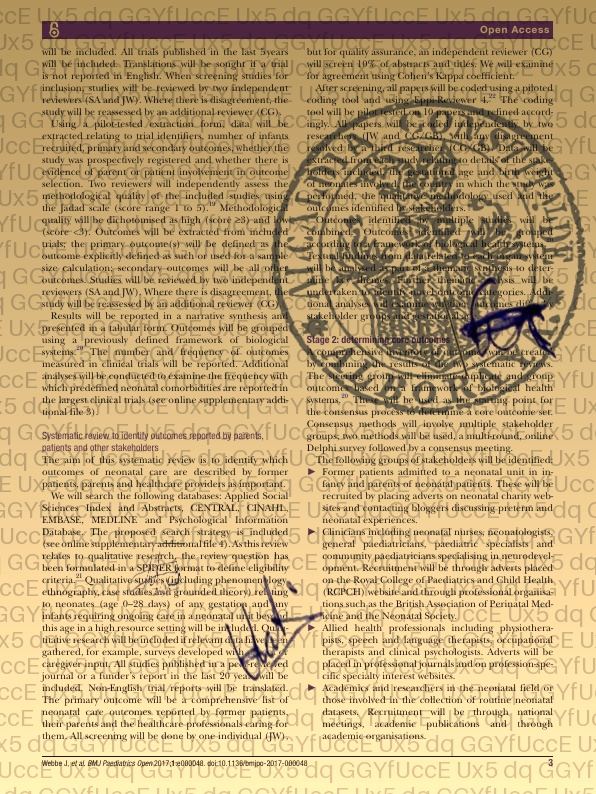 Open Access
will be included. All trials published in the last 5 years
will be included. Translations will be sought if a trial
is not reported in English. When screening studies for
inclusion, studies will be reviewed by two independent
reviewers (SA and JW). Where there is disagreement, the
study will be reassessed by an additional reviewer (CG).
Using a pilot-tested extraction form, data will be
extracted relating to trial identifiers, number of infants
recruited, primary and secondary outcomes, whether the
study was prospectively registered and whether there is
evidence of parent or patient involvement in outcome
selection. Two reviewers will independently assess the
methodological quality of the included studies using
the Jadad scale (score range 1 to 5). Methodological
quality will be dichotomised as high (score ≥3) and low
(score <3). Outcomes will be extracted from included
trials; the primary outcome(s) will be defined as an
outcome explicitly defined as such or used for a sample
size calculation; secondary outcomes will be all other
outcomes. Studies will be reviewed by two independent
reviewers (SA and JW). Where there is disagreement, the
study will be reassessed by an additional reviewer (CG).
Results will be reported in a narrative synthesis and
presented in a tabular form. Outcomes will be grouped
using a previously defined framework of biological
systems.20 The number and frequency of outcomes
measured in clinical trials will be reported. Additional
analyses will be conducted to examine the frequency with
which predefined neonatal comorbidities are reported in
the largest clinical trials (see online supplementary addi-
tional file 3).
Systematic review to identify outcomes reported by parents,
patients and other stakeholders
The aim of this systematic review is to identify which
outcomes of neonatal care are described by former
patients, parents and healthcare providers as important.
We will search the following databases: Applied Social
Sciences Index and Abstracts, CENTRAL, CINAHL,
EMBASE, MEDLINE and Psychological Information
Database. The proposed search strategy is included
(see online supplementary additional file 4). As this review
relates to qualitative research, the review question has
been formulated in a SPIDER format to define eligibility
criteria.21 Qualitative studies (including phenomenology,
ethnography, case studies and grounded theory) relating
to neonates (age 0–28 days) of any gestation and any
infants requiring ongoing care in a neonatal unit beyond
this age in a high resource setting will be included. Quan-
titative research will be included if relevant data have been
gathered, for example, surveys developed with
caregiver input. All studies published in a peer-reviewed
journal or a funder's report in the last 20 years will be
included. Non-English trial reports will be translated.
The primary outcome will be a comprehensive list of
neonatal care outcomes reported by former patients,
their parents and the healthcare professionals caring for
them. All screening will be done by one individual (JW),
but for quality assurance, an independent reviewer (CG)
will screen 10% of abstracts and titles. We will examine
for agreement using Cohen's Kappa coefficient.
After screening, all papers will be coded using a piloted
coding tool and using Eppi-Reviewer 4.22 The coding
tool will be pilot tested on 10 papers and refined accord-
ingly. All papers will be coded independently by two
researchers (JW and CG/GB) with any disagreement
resolved by a third researcher (CG/GB). Data will be
extracted from each study relating to details of the stake-
holders included, the gestational age and birth weight
of neonates involved, the country in which the study was
performed, the qualitative methodology used and the
outcomes identified by stakeholders.
Outcomes identified by multiple studies will be
combined. Outcomes identified will be grouped
according to a framework of biological health systems.
Textual findings from data related to each organ system
will be analysed as part of a thematic synthesis to deter-
mine key themes. Further thematic analysis will be
undertaken to identify additional categories. Addi-
tional analyses will examine whether outcomes differ
stakeholder groups and gestational
Stage 2: determining core outcomes
A comprehensive inventory of outcomes will be created
by combining the results of the two systematic reviews.
The steering group will eliminate duplicate and group
outcomes based on a framework of biological health
systems.20 These will be used as the starting point for
the consensus process to determine a core outcome set.
Consensus methods will involve multiple stakeholder
groups; two methods will be used, a multi-round, online
Delphi survey followed by a consensus meeting.
The following groups of stakeholders will be identified:
Former patients admitted to a neonatal unit in in-
fancy and parents of neonatal patients. These will be
recruited by placing adverts on neonatal charity web-
sites and contacting bloggers discussing preterm and
neonatal experiences.
Clinicians including neonatal nurses, neonatologists,
general paediatricians, paediatric specialists and
community paediatricians specialising in neurodevel-
opment. Recruitment will be through adverts placed
on the Royal College of Paediatrics and Child Health
(RCPCH) website and through professional organisa-
tions such as the British Association of Perinatal Med-
icine and the Neonatal Society.
Allied health professionals including physiothera-
pists, speech and language therapists, occupational
therapists and clinical psychologists. Adverts will be
placed in professional journals and on profession-spe-
cific specialty interest websites.
Academics and researchers in the neonatal field or
those involved in the collection of routine neonatal
datasets. Recruitment will be through national
meetings, academic publications and through
academic organisations.
Webbe J, et al. BMJ Paediatrics Open 2017;1:e000048. doi:10.1136/bmjpo-2017-000048
3
GGYfUccE Ux5 dq